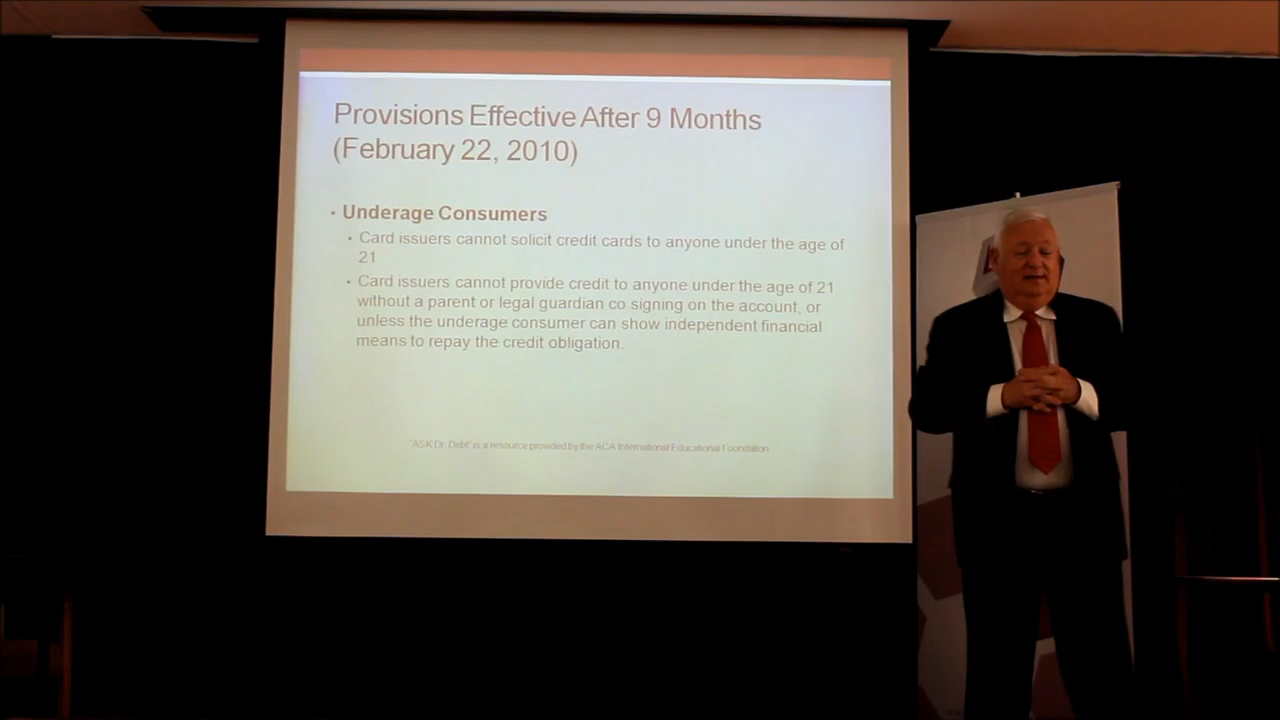 Provisions Effective After 9 Months
(February 22, 2010)
• Underage Consumers
• Card issuers cannot solicit credit cards to anyone under the age of
21
• Card issuers cannot provide credit to anyone under the age of 21
without a parent or legal guardian co signing on the account, or
unless the underage consumer can show independent financial
means to repay the credit obligation.
"ASK Dr. Debt" is a resource provided by the ACA International Educational Foundation